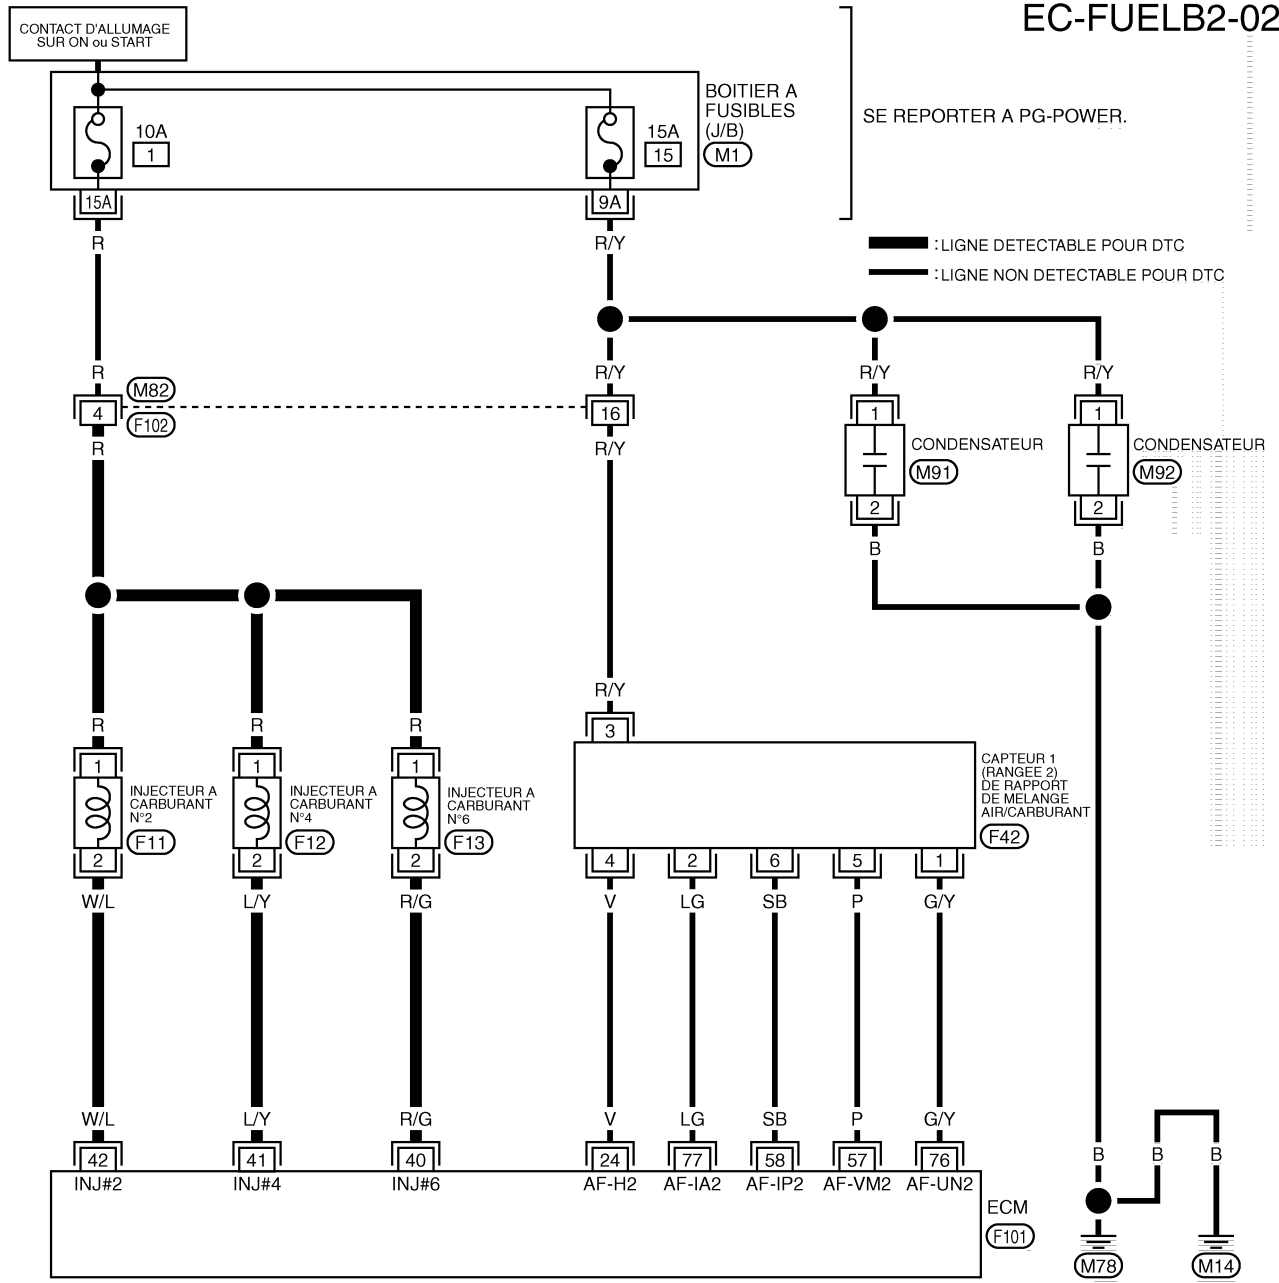 EC-FUELB2-02
CONTACT D'ALLUMAGE
SUR ON ou START
BOITIER A
FUSIBLES
(J/B)
M1
10A
1
15A
15
SE REPORTER A PG-POWER.
15A
9A
R
R/Y
:LIGNE DETECTABLE POUR DTC
:LIGNE NON DETECTABLE POUR DTC
R
R/Y
R/Y
R/Y
M82
4
16
1
1
F102
R
R/Y
CONDENSATEUR
M91
CONDENSATEUR
M92
2
2
B
B
R/Y
3
R
R
R
1
1
1
INJECTEUR A
CARBURANT
N°2
F11
INJECTEUR A
CARBURANT
N°4
F12
INJECTEUR A
CARBURANT
N°6
F13
CAPTEUR 1
(RANGEE 2)
DE RAPPORT
DE MELANGE
AIR/CARBURANT
F42
2
2
2
4
2
6
5
1
W/L
L/Y
R/G
V
LG
SB
P
G/Y
W/L
L/Y
R/G
V
LG
SB
P
G/Y
B
B
B
42
41
40
24
77
58
57
76
INJ#2
INJ#4
INJ#6
AF-H2
AF-IA2
AF-IP2
AF-VM2
AF-UN2
ECM
F101
M78
M14